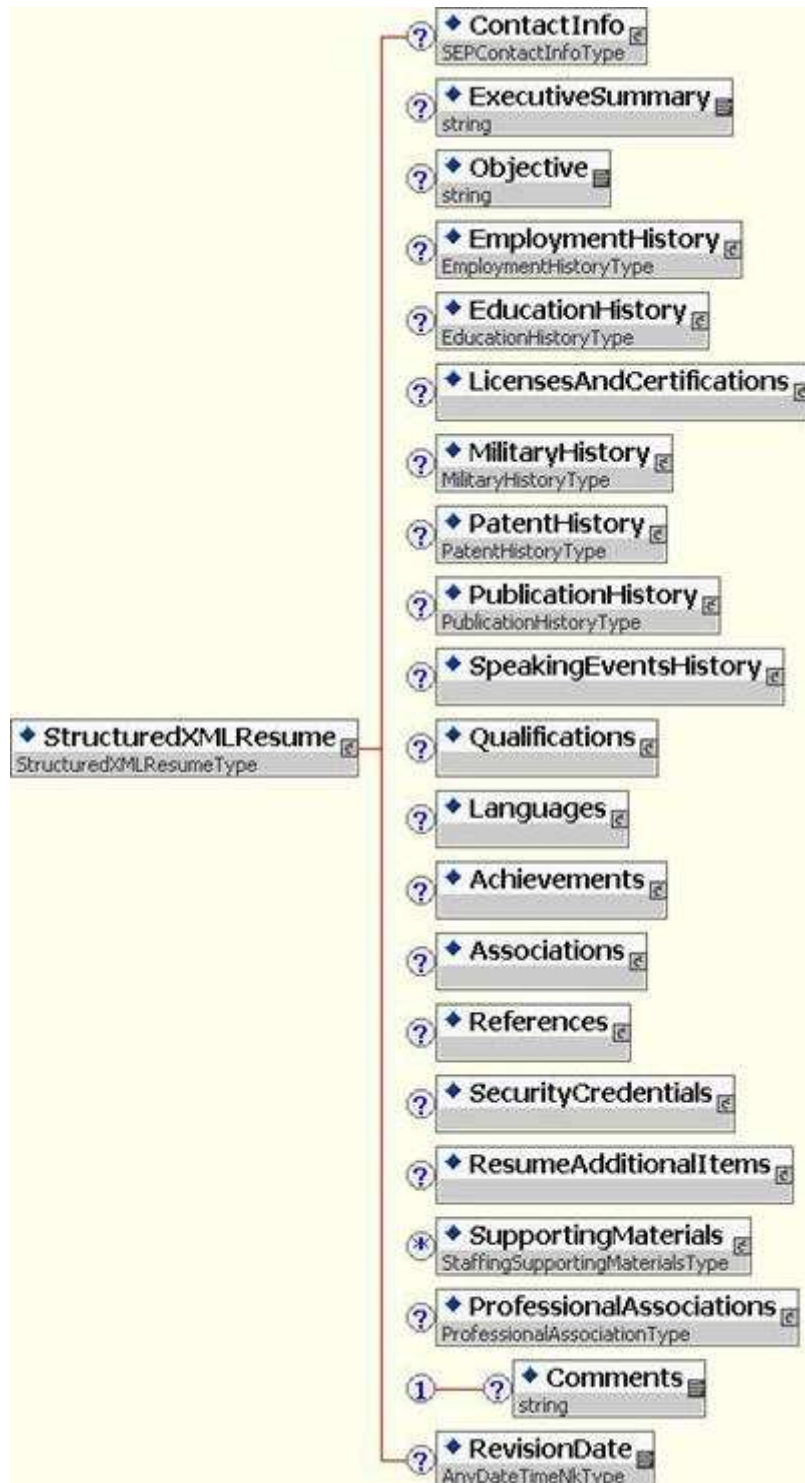 ?
ContactInfo
SEPContactInfoType
?
ExecutiveSummary
string
?
Objective
string
?
EmploymentHistory
EmploymentHistoryType
?
EducationHistory
EducationHistoryType
?
LicensesAndCertifications
?
MilitaryHistory
MilitaryHistoryType
?
PatentHistory
PatentHistoryType
?
PublicationHistory
PublicationHistoryType
?
SpeakingEventsHistory
StructuredXMLResume
StructuredXMLResumeType
?
Qualifications
?
Languages
?
Achievements
?
Associations
?
References
?
SecurityCredentials
?
ResumeAdditionalItems
*
SupportingMaterials
StaffingSupportingMaterialsType
?
ProfessionalAssociations
ProfessionalAssociationType
1
?
Comments
string
?
RevisionDate
AnyDateTimeNkType